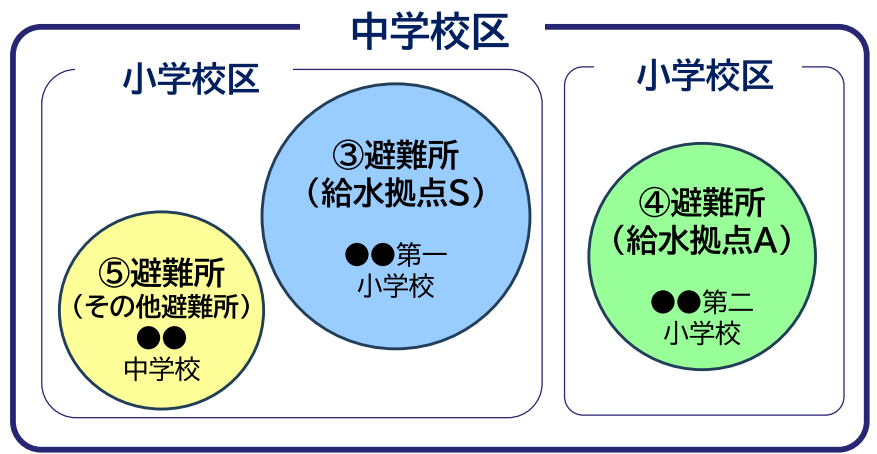 中学校区
小学校区
③避難所
（給水拠点S）
●●第一
小学校
⑤避難所
（その他避難所）
●●
中学校
小学校区
④避難所
（給水拠点A）
●●第二
小学校